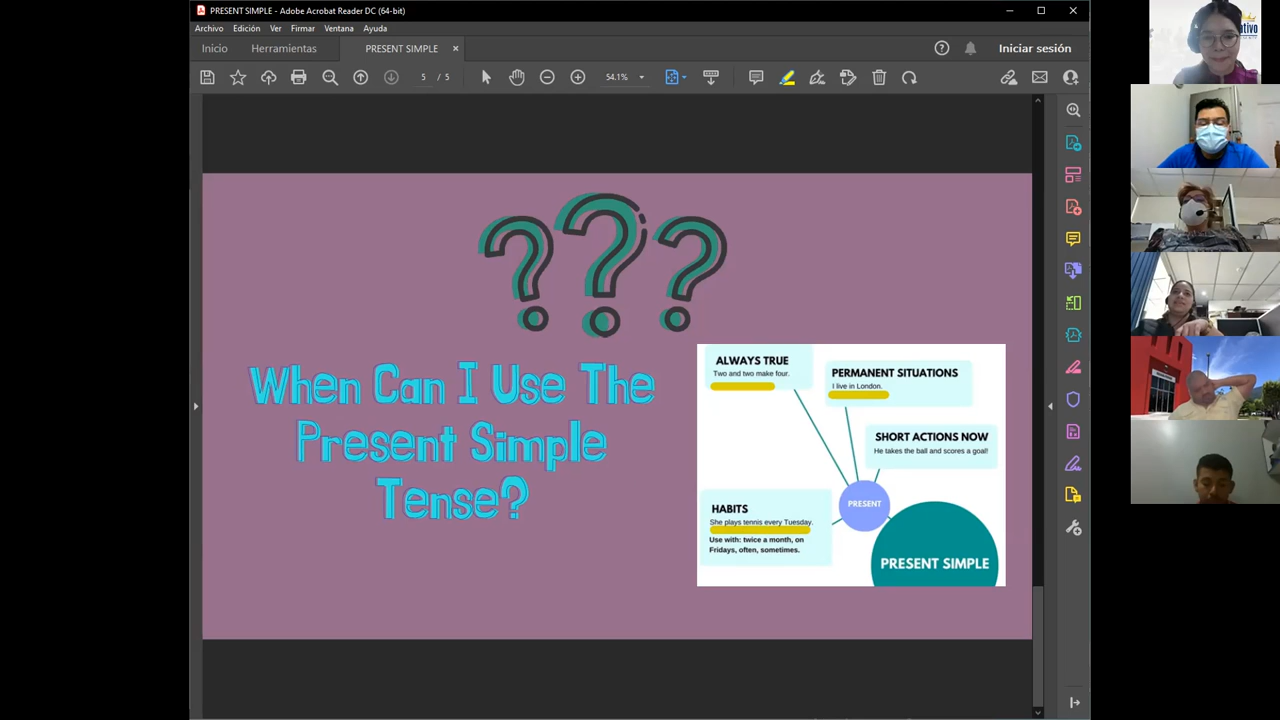 PRESENT SIMPLE - Adobe Acrobat Reader DC (64-bit)
Archivo Edición Ver Firmar Ventana Ayuda
Inicio Herramientas PRESENT SIMPLE × Iniciar sesión
5 / 5 54.1%
When Can I Use The
Present Simple
Tense?
ALWAYS TRUE
Two and two make four.
PERMANENT SITUATIONS
I live in London.
SHORT ACTIONS NOW
He takes the ball and scores a goal!
PRESENT
HABITS
She plays tennis every Tuesday.
Use with: twice a month, on
Fridays, often, sometimes.
PRESENT SIMPLE